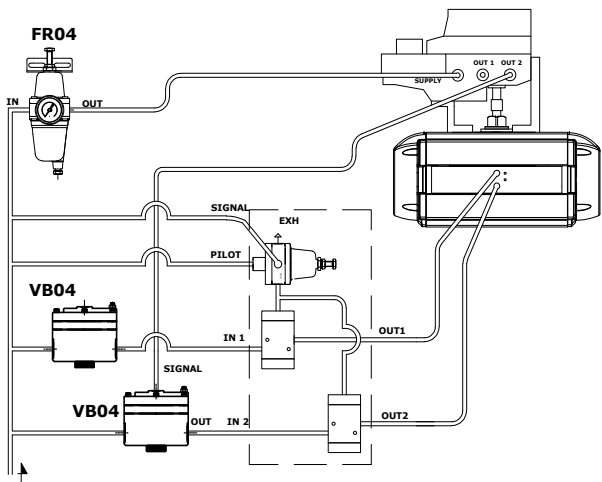 FR04
OUT 1 OUT 2
SUPPLY
IN
OUT
SIGNAL
EXH
PILOT
VB04
IN 1
OUT1
SIGNAL
VB04
OUT
IN 2
OUT2